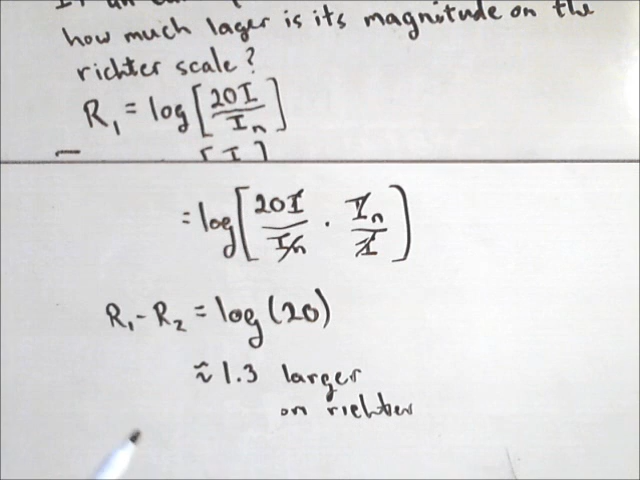 how much lager is its magnitude on the
richter scale?
R₁ = log[20I/Iₙ]
= log[20I/Iₙ · Iₙ/I]
R₁ - R₂ = log(20)
≈ 1.3 larger
on richter